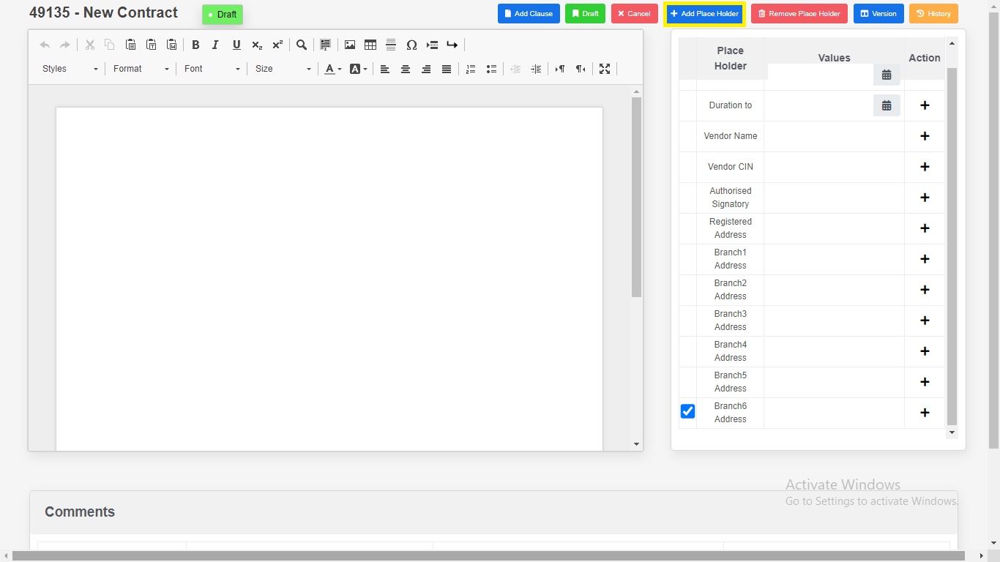 49135 - New Contract
Draft
Add Clause
Draft
Cancel
Add Place Holder
Remove Place Holder
Version
History
Styles
Format
Font
Size
Place
Holder
Values
Action
Duration to
Vendor Name
Vendor CIN
Authorised
Signatory
Registered
Address
Branch1
Address
Branch2
Address
Branch3
Address
Branch4
Address
Branch5
Address
Branch6
Address
Activate Windows
Go to Settings to activate Windows.
Comments